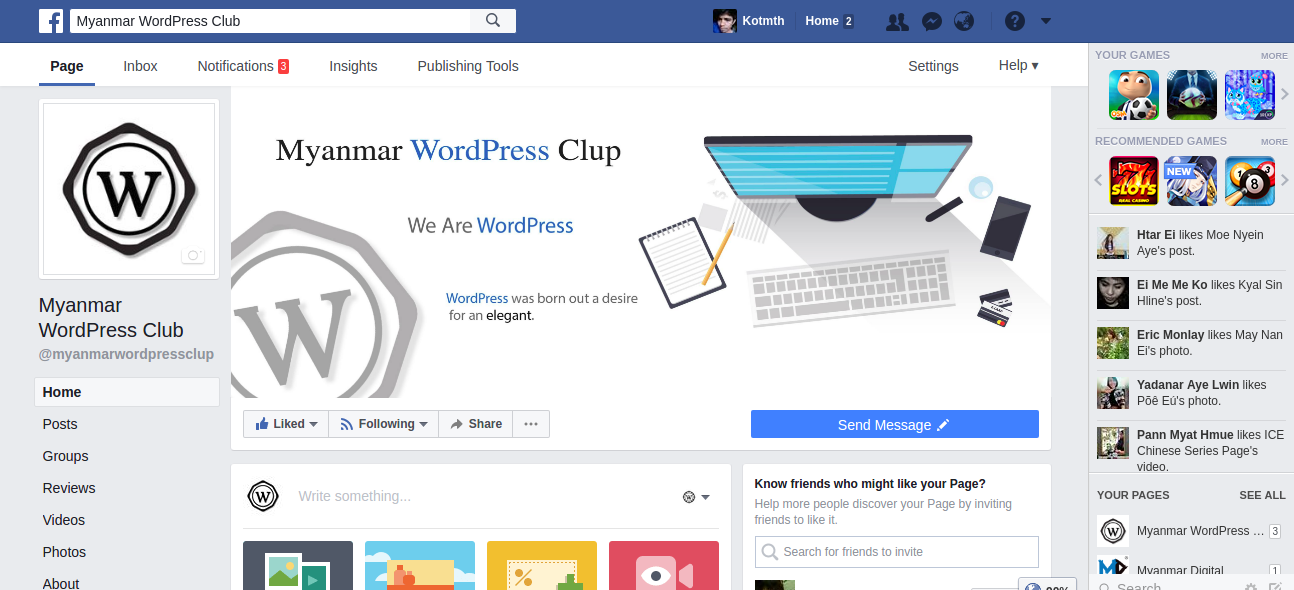 Myanmar WordPress Club
Kotmth
Home 2
Page
Inbox
Notifications 3
Insights
Publishing Tools
Settings
Help ▾
Myanmar WordPress Clup
We Are WordPress
WordPress was born out a desire
for an elegant.
Myanmar
WordPress Club
@myanmarwordpressclup
Home
Posts
Groups
Reviews
Videos
Photos
About
Liked
Following
Share
Send Message
Write something...
Know friends who might like your Page?
Help more people discover your Page by inviting
friends to like it.
Search for friends to invite
YOUR GAMES
MORE
RECOMMENDED GAMES
MORE
SLOTS
REAL CASINO
NEW
8
Htar Ei likes Moe Nyein
Aye's post.
Ei Me Me Ko likes Kyal Sin
Hline's post.
Eric Monlay likes May Nan
Ei's photo.
Yadanar Aye Lwin likes
Põê Eú's photo.
Pann Myat Hmue likes ICE
Chinese Series Page's
video.
YOUR PAGES
SEE ALL
Myanmar WordPress ... 3
Myanmar Digital 1
Search